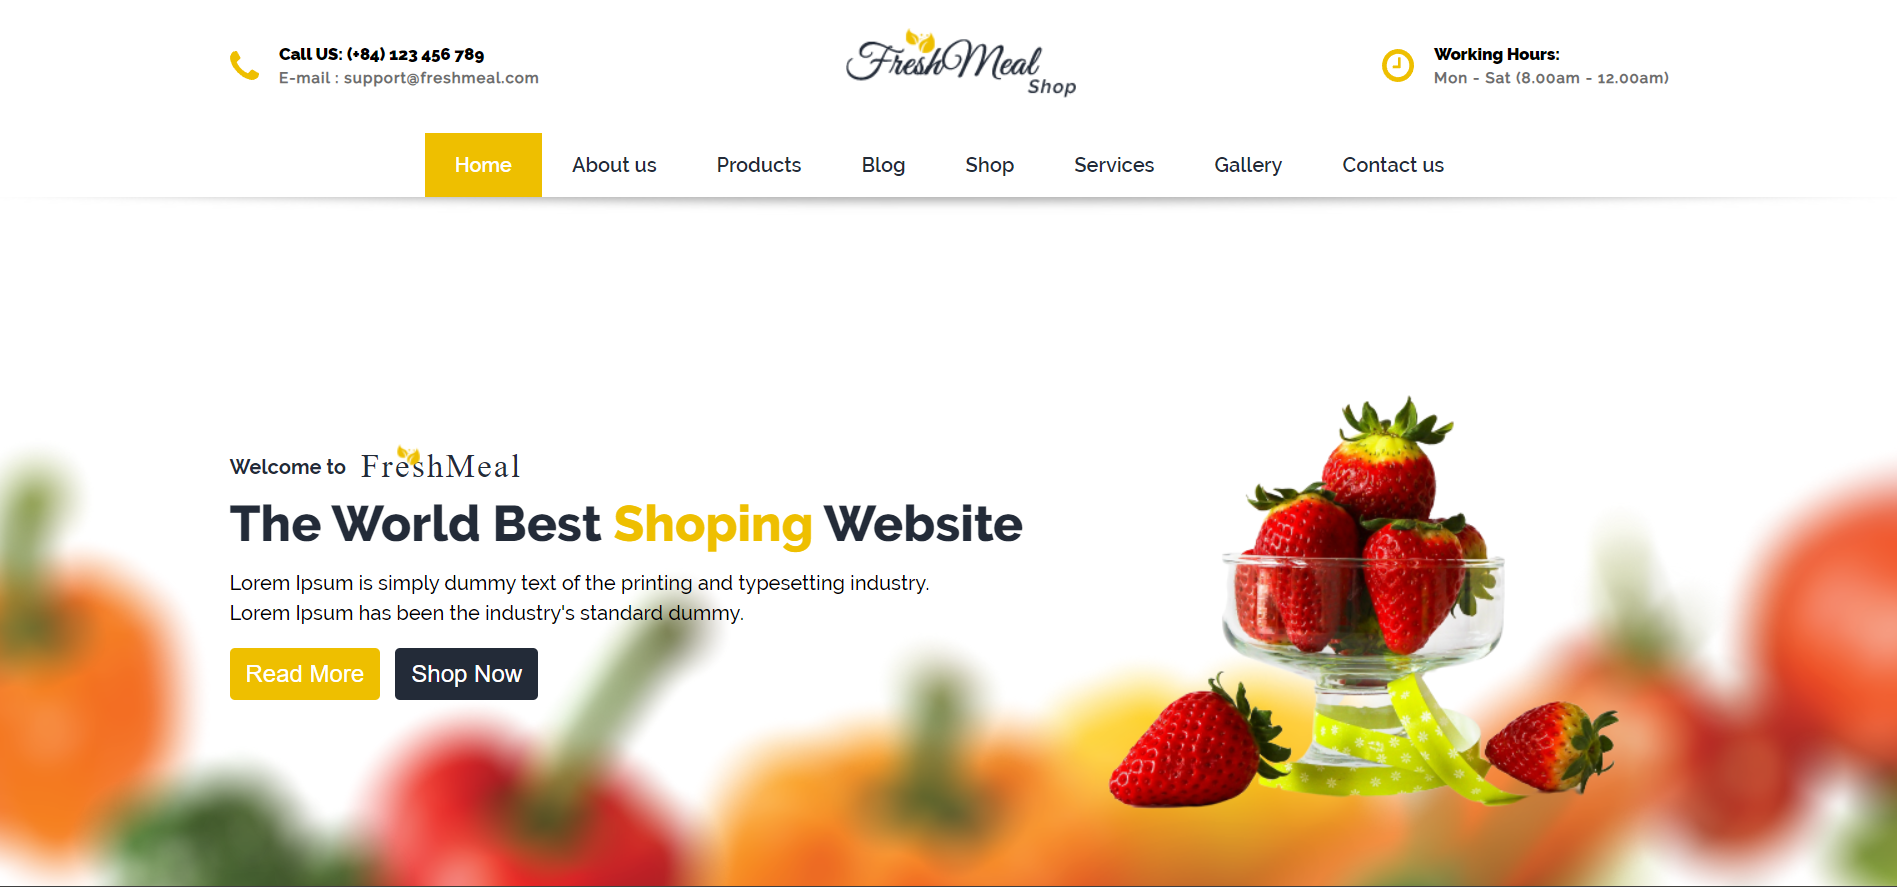 Call US: (+84) 123 456 789
E-mail : support@freshmeal.com
FreshMeal
Shop
Working Hours:
Mon - Sat (8.00am - 12.00am)
Home About us Products Blog Shop Services Gallery Contact us
Welcome to FreshMeal
The World Best Shoping Website
Lorem Ipsum is simply dummy text of the printing and typesetting industry.
Lorem Ipsum has been the industry's standard dummy.
Read More Shop Now